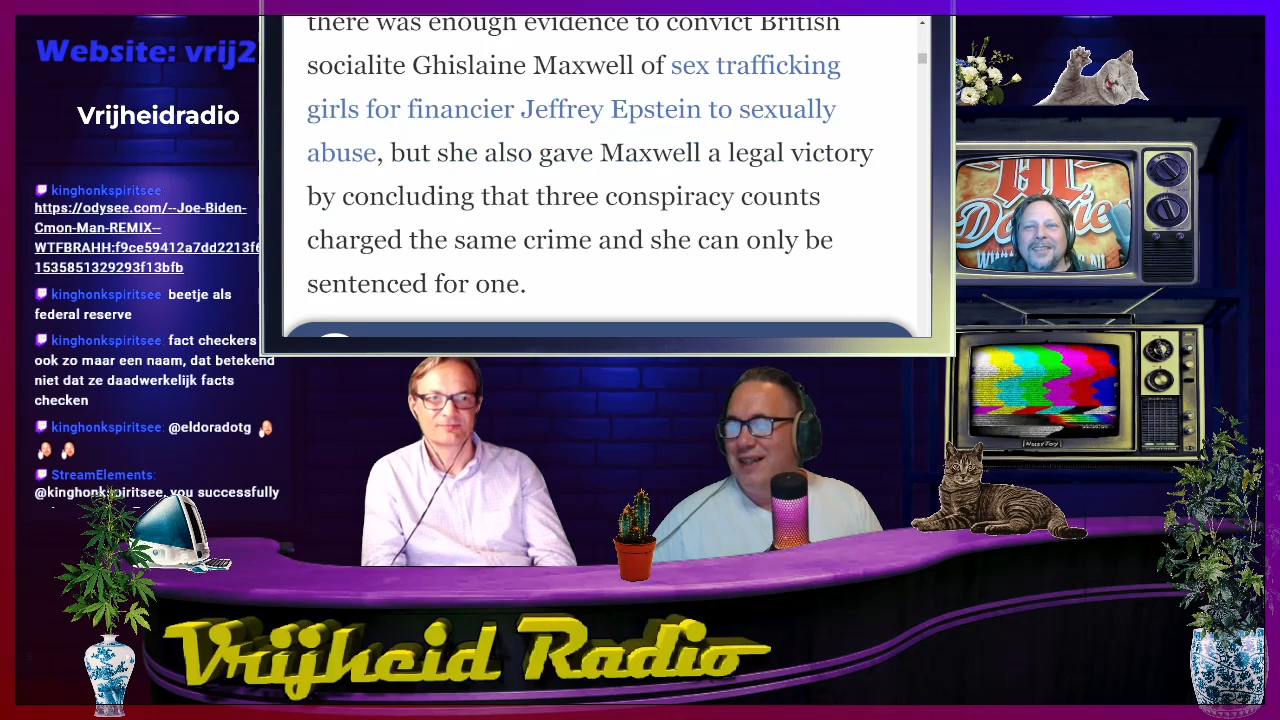 there was enough evidence to convict British
socialite Ghislaine Maxwell of sex trafficking
girls for financier Jeffrey Epstein to sexually
abuse, but she also gave Maxwell a legal victory
by concluding that three conspiracy counts
charged the same crime and she can only be
sentenced for one.
Website: vrij2
Vrijheidradio
kinghonkspiritsee:
https://odysee.com/--Joe-Biden-
Cmon-Man-REMIX--
WTFBRAHH:f9ce59412a7dd2213f6
1535851329293f13bfb
kinghonkspiritsee: beetje als
federal reserve
kinghonkspiritsee: fact checkers
ook zo maar een naam, dat betekend
niet dat ze daadwerkelijk facts
checken
kinghonkspiritsee: @eldoradotg
StreamElements:
@kinghonkspiritsee, you successfully
Vrijheid Radio